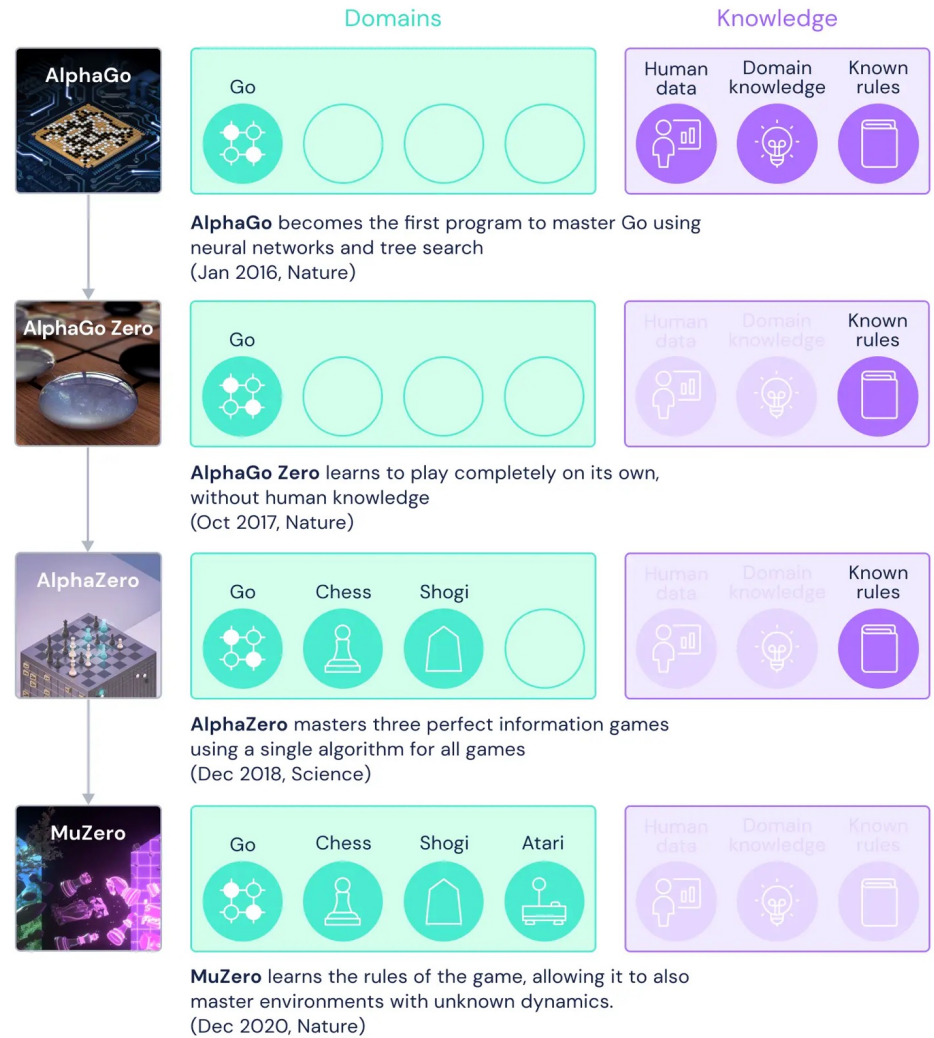 Domains
Knowledge
AlphaGo
Go
Human
data
Domain
knowledge
Known
rules
AlphaGo becomes the first program to master Go using
neural networks and tree search
(Jan 2016, Nature)
AlphaGo Zero
Go
Human
data
Domain
knowledge
Known
rules
AlphaGo Zero learns to play completely on its own,
without human knowledge
(Oct 2017, Nature)
AlphaZero
Go
Chess
Shogi
Human
data
Domain
knowledge
Known
rules
AlphaZero masters three perfect information games
using a single algorithm for all games
(Dec 2018, Science)
MuZero
Go
Chess
Shogi
Atari
Human
data
Domain
knowledge
Known
rules
MuZero learns the rules of the game, allowing it to also
master environments with unknown dynamics.
(Dec 2020, Nature)